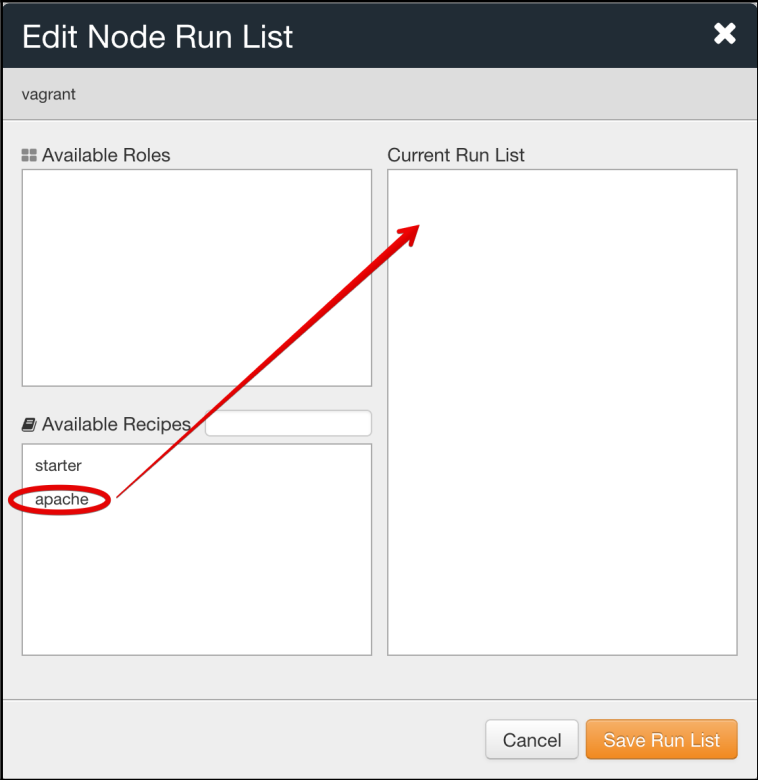 Edit Node Run List
vagrant
Available Roles
Current Run List
Available Recipes
starter
apache
Cancel
Save Run List